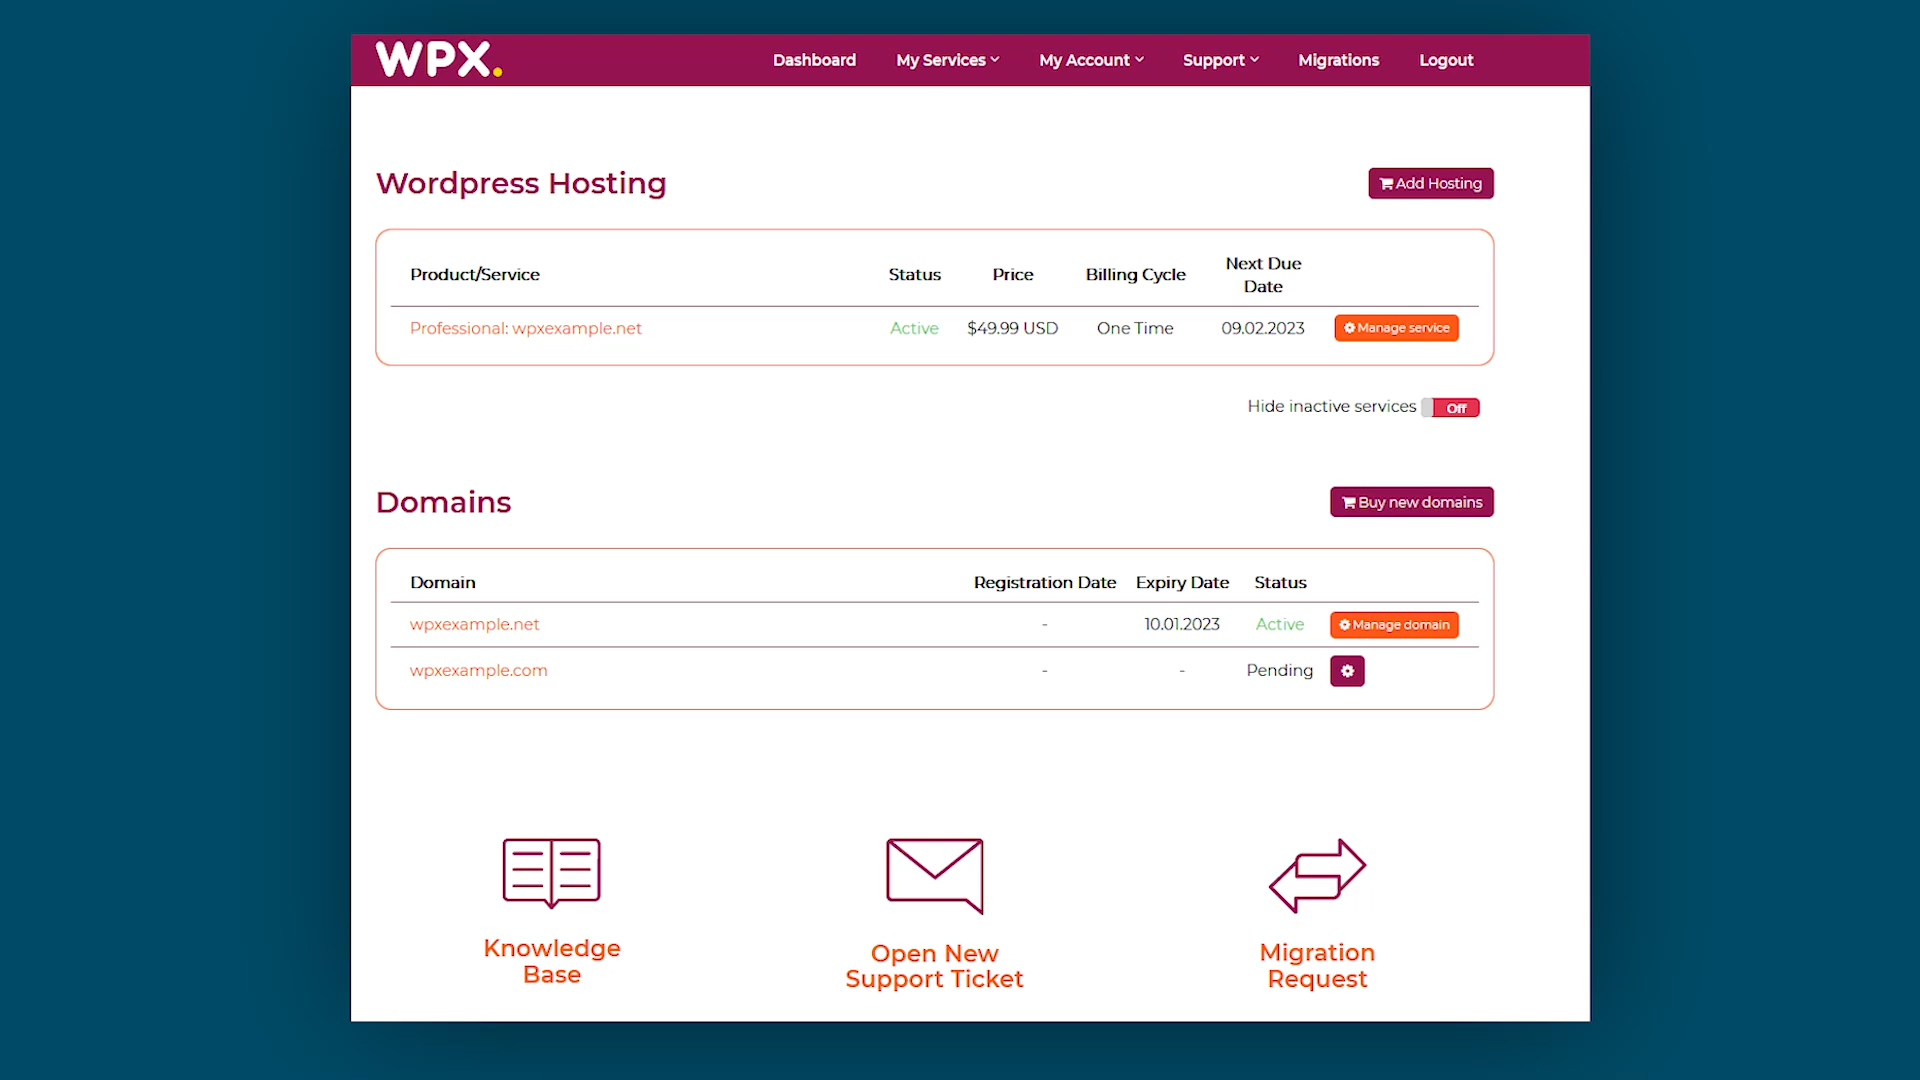 WPX.
Dashboard My Services My Account Support Migrations Logout
Wordpress Hosting
Add Hosting
Product/Service Status Price Billing Cycle Next Due Date
Professional: wpxexample.net Active $49.99 USD One Time 09.02.2023 Manage service
Hide inactive services Off
Domains
Buy new domains
Domain Registration Date Expiry Date Status
wpxexample.net - 10.01.2023 Active Manage domain
wpxexample.com - - Pending
Knowledge
Base
Open New
Support Ticket
Migration
Request